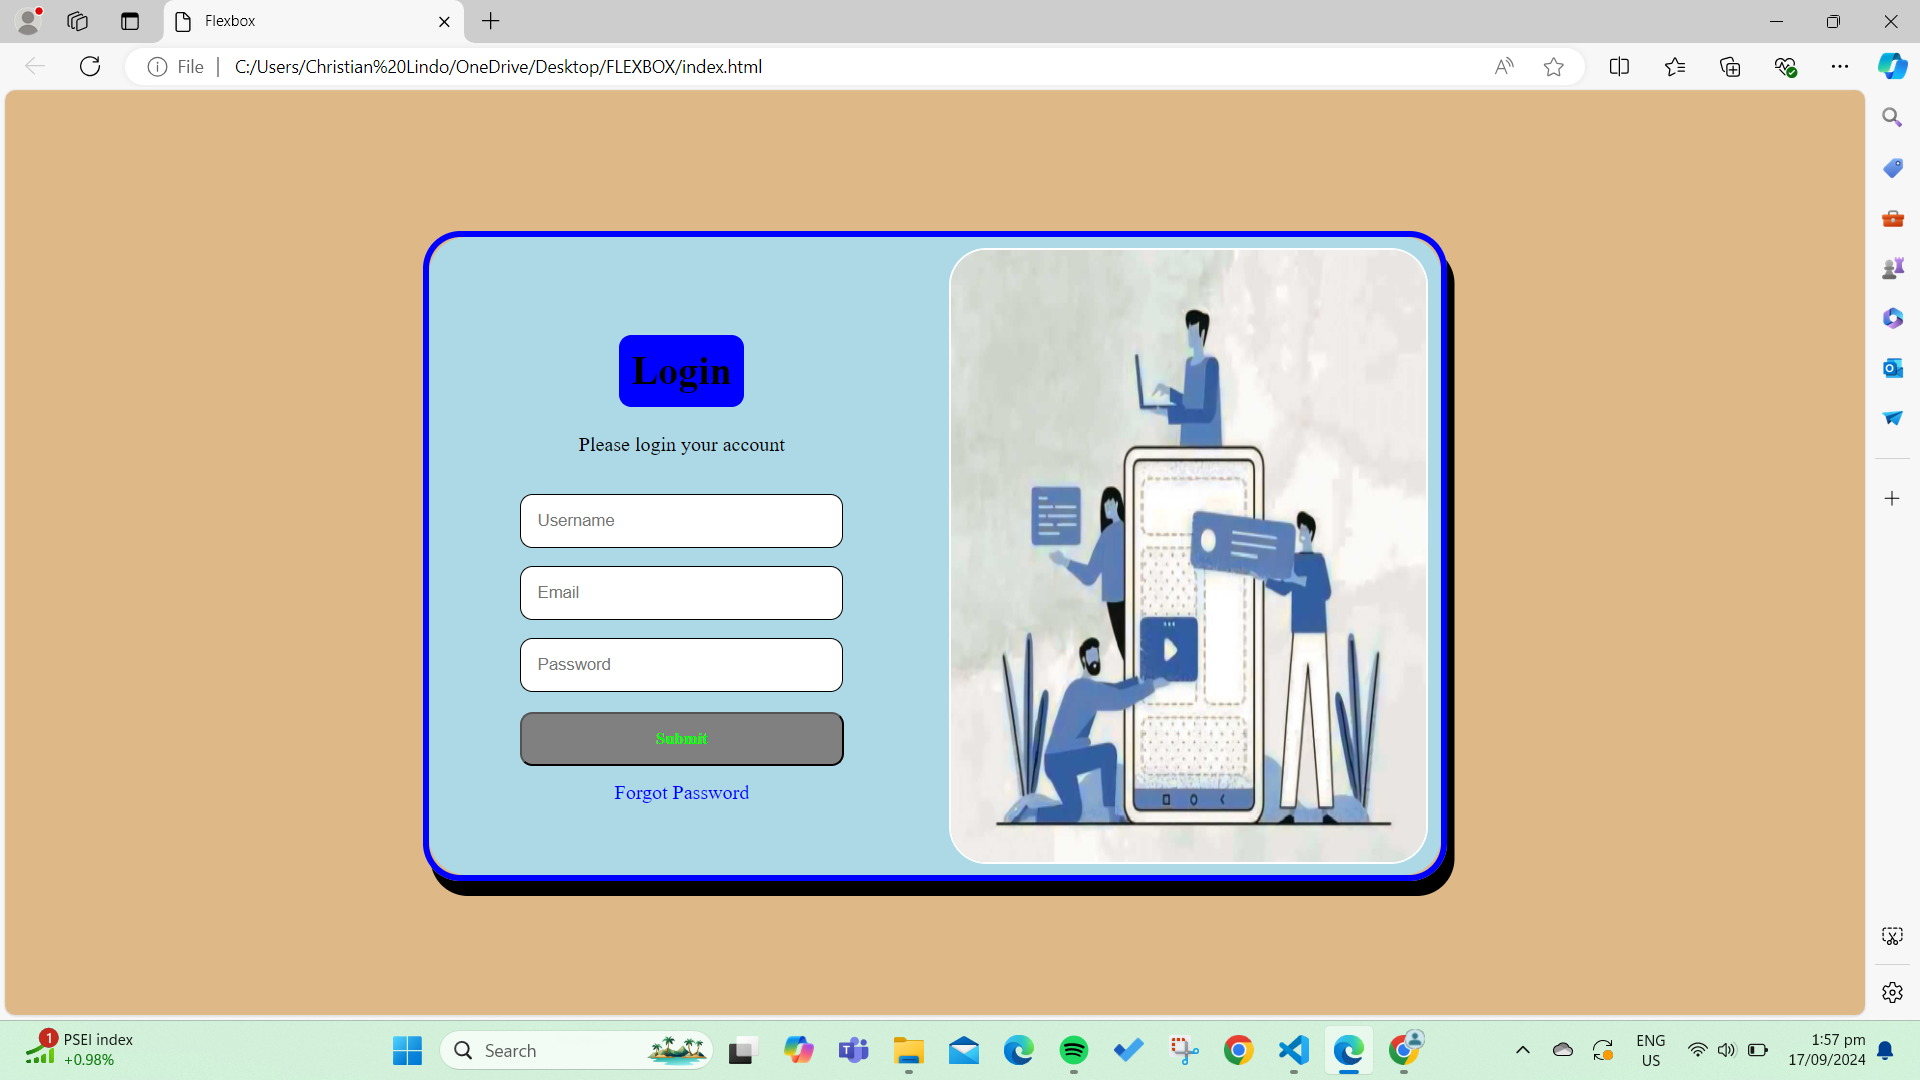 Flexbox
File
C:/Users/Christian%20Lindo/OneDrive/Desktop/FLEXBOX/index.html
Login
Please login your account
Username
Email
Password
Submit
Forgot Password
1
PSEI index
+0.98%
Search
ENG
US
1:57 pm
17/09/2024